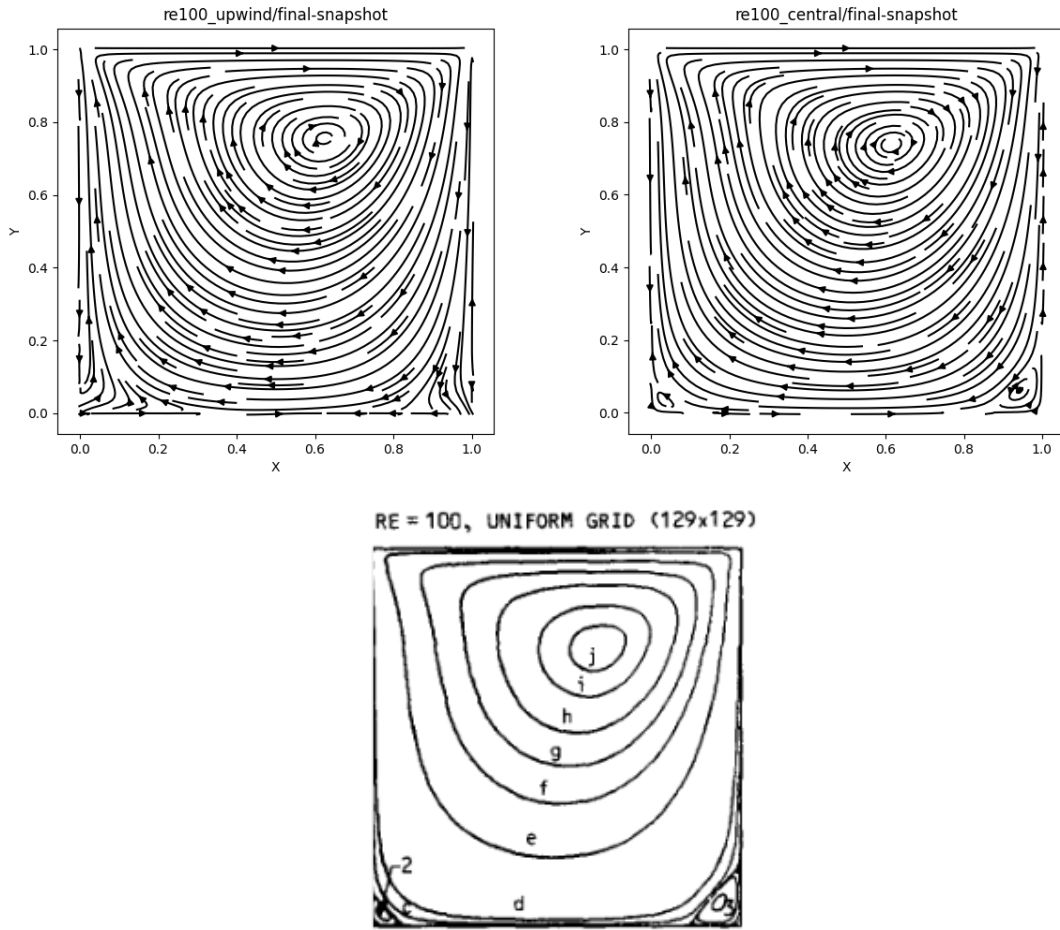 re100_upwind/final-snapshot
1.0
0.8
0.6
0.4
0.2
0.0
Y
0.0 0.2 0.4 0.6 0.8 1.0
X
re100_central/final-snapshot
1.0
0.8
0.6
0.4
0.2
0.0
Y
0.0 0.2 0.4 0.6 0.8 1.0
X
RE = 100, UNIFORM GRID (129x129)
j
i
h
g
f
e
2
c d 3